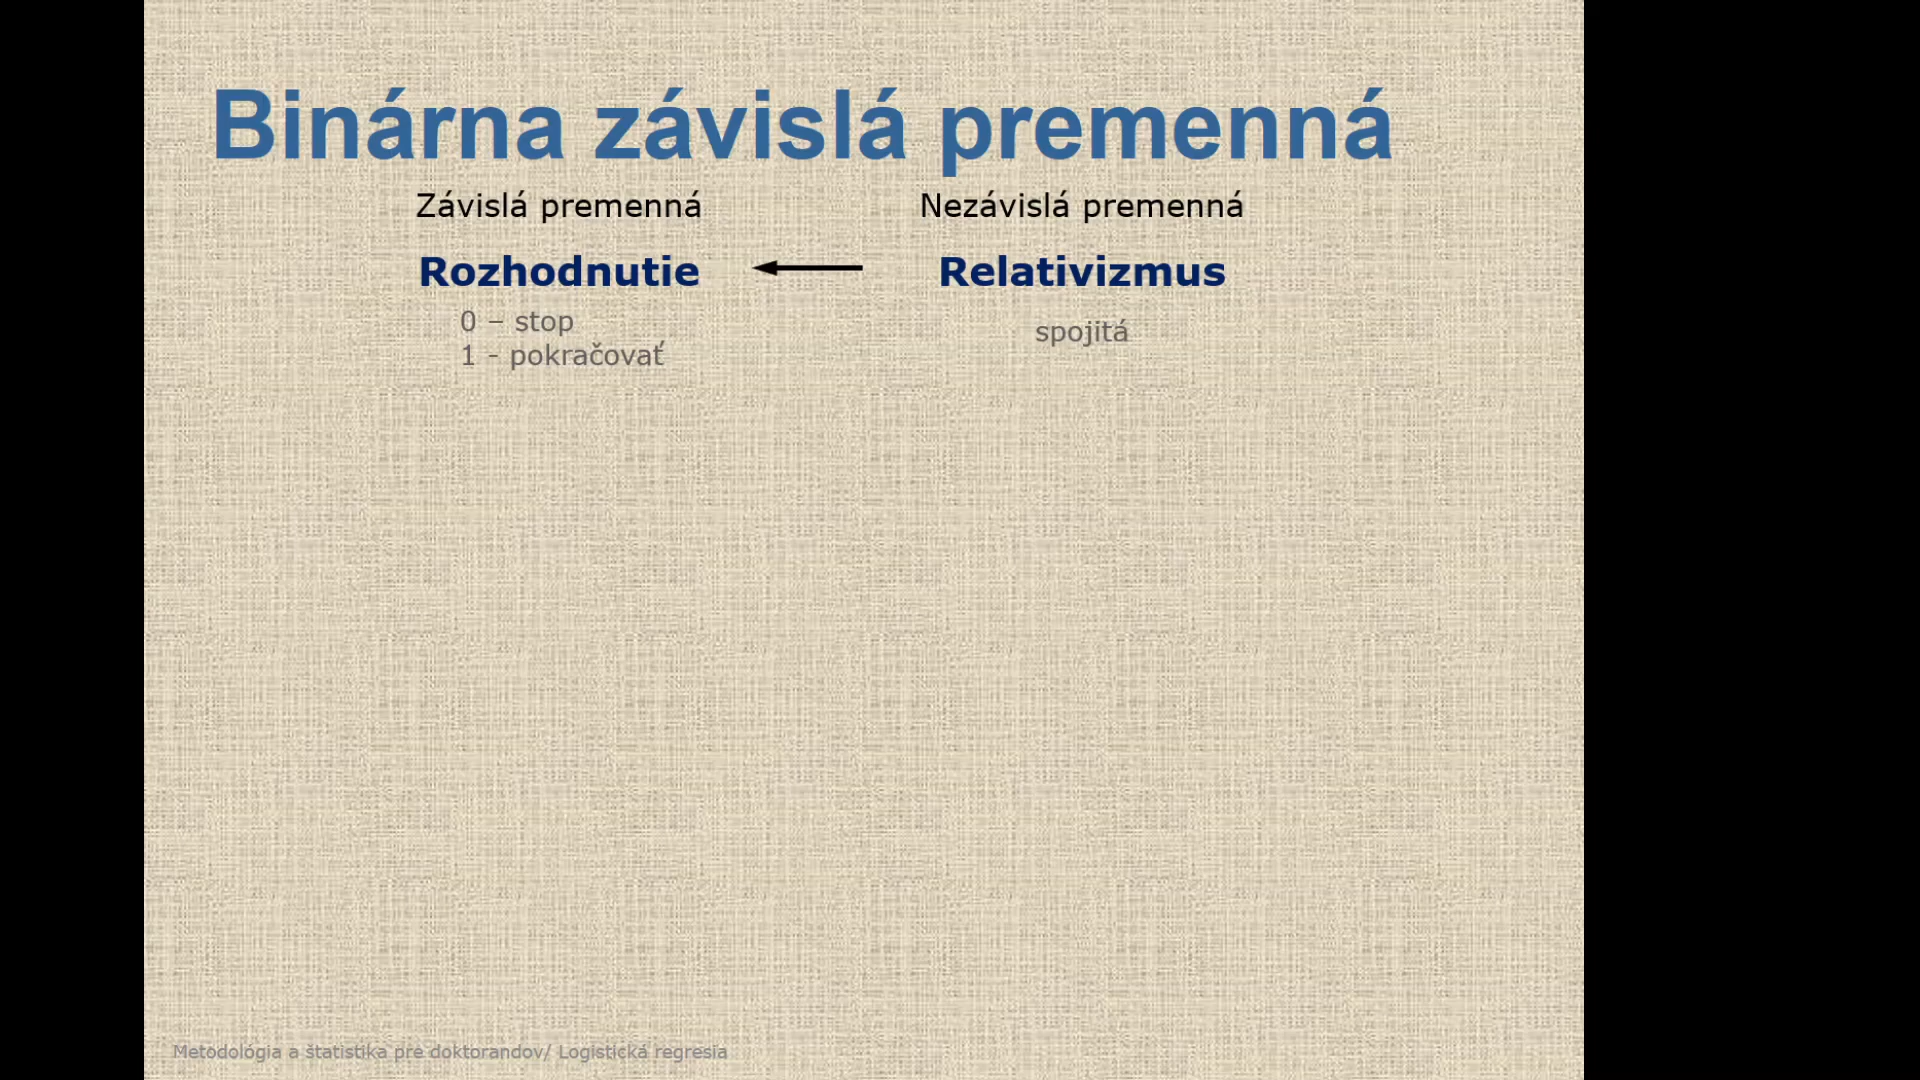 Binárna závislá premenná
Závislá premenná
Nezávislá premenná
Rozhodnutie
Relativizmus
0 – stop
1 - pokračovať
spojitá
Metodológia a štatistika pre doktorandov/ Logistická regresia